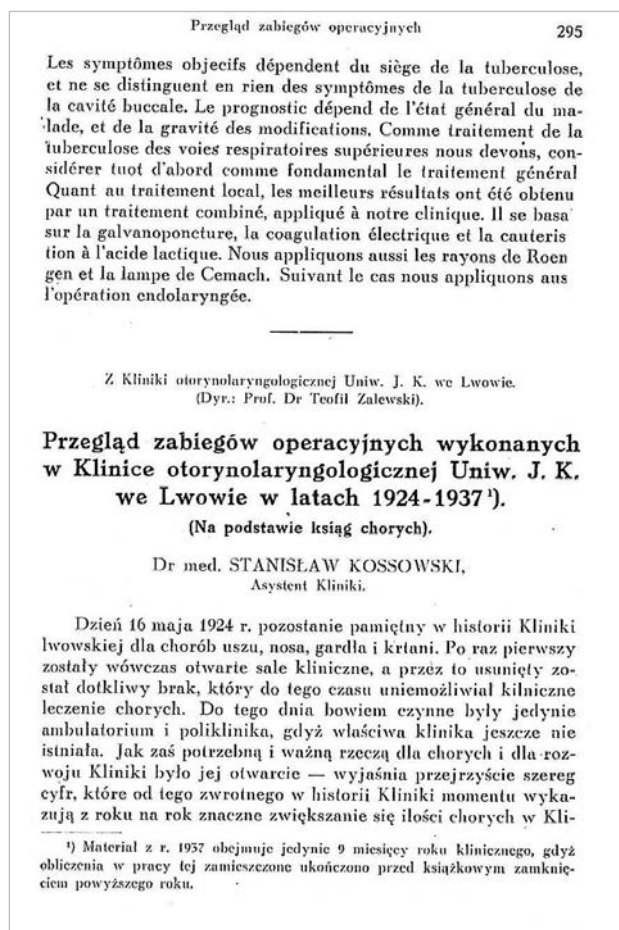 Przegląd zabiegów operacyjnych 295
Les symptômes objecifs dépendent du siège de la tuberculose,
et ne se distinguent en rien des symptômes de la tuberculose de
la cavité buccale. Le prognostic dépend de l'état général du ma-
lade, et de la gravité des modifications. Comme traitement de la
tuberculose des voies respiratoires supérieures nous devons, con-
sidérer tuot d'abord comme fondamental le traitement général
Quant au traitement local, les meilleurs résultats ont été obtenu
par un traitement combiné, appliqué à notre clinique. Il se basa
sur la galvanoponcture, la coagulation électrique et la cauteris
tion à l'acide lactique. Nous appliquons aussi les rayons de Roen
gen et la lampe de Cemach. Suivant le cas nous appliquons aus
l'opération endolaryngée.
Z Kliniki otorynolaryngologicznej Uniw. J. K. we Lwowie.
(Dyr.: Prof. Dr Teofil Zalewski).
Przegląd zabiegów operacyjnych wykonanych
w Klinice otorynolaryngologicznej Uniw. J. K.
we Lwowie w latach 1924-1937¹).
(Na podstawie ksiąg chorych).
Dr med. STANISŁAW KOSSOWSKI,
Asystent Kliniki.
Dzień 16 maja 1924 r. pozostanie pamiętny w historii Kliniki
lwowskiej dla chorób uszu, nosa, gardła i krtani. Po raz pierwszy
zostały wówczas otwarte sale kliniczne, a przez to usunięty zo-
stał dotkliwy brak, który do tego czasu uniemożliwiał kilniczne
leczenie chorych. Do tego dnia bowiem czynne były jedynie
ambulatorium i poliklinika, gdyż właściwa klinika jeszcze nie
istniała. Jak zaś potrzebną i ważną rzeczą dla chorych i dla roz-
woju Kliniki było jej otwarcie — wyjaśnia przejrzyście szereg
cyfr, które od tego zwrotnego w historii Kliniki momentu wyka-
zują z roku na rok znaczne zwiększanie się ilości chorych w Kli-
¹) Materiał z r. 1937 obejmuje jedynie 9 miesięcy roku klinicznego, gdyż
obliczenia w pracy tej zamieszczone ukończono przed książkowym zamknię-
ciem powyższego roku.